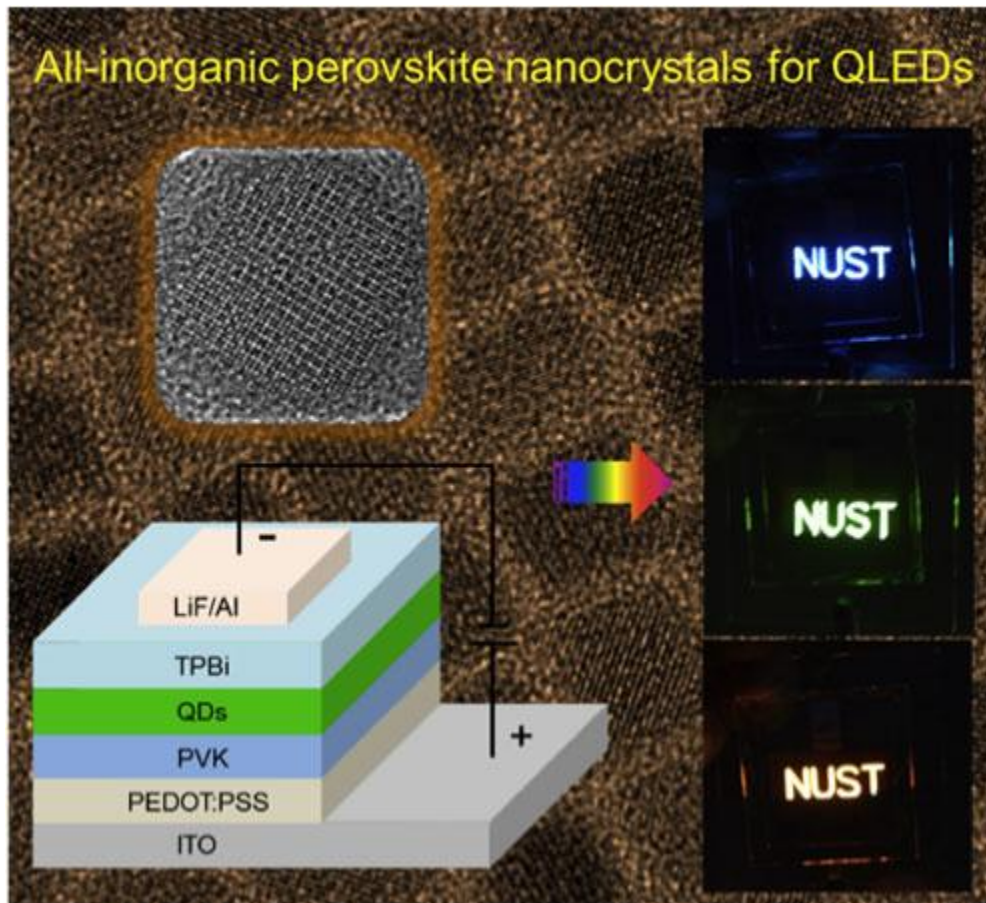 All-inorganic perovskite nanocrystals for QLEDs
NUST
NUST
NUST
-
LiF/Al
TPBi
QDs
PVK
PEDOT:PSS
ITO
+